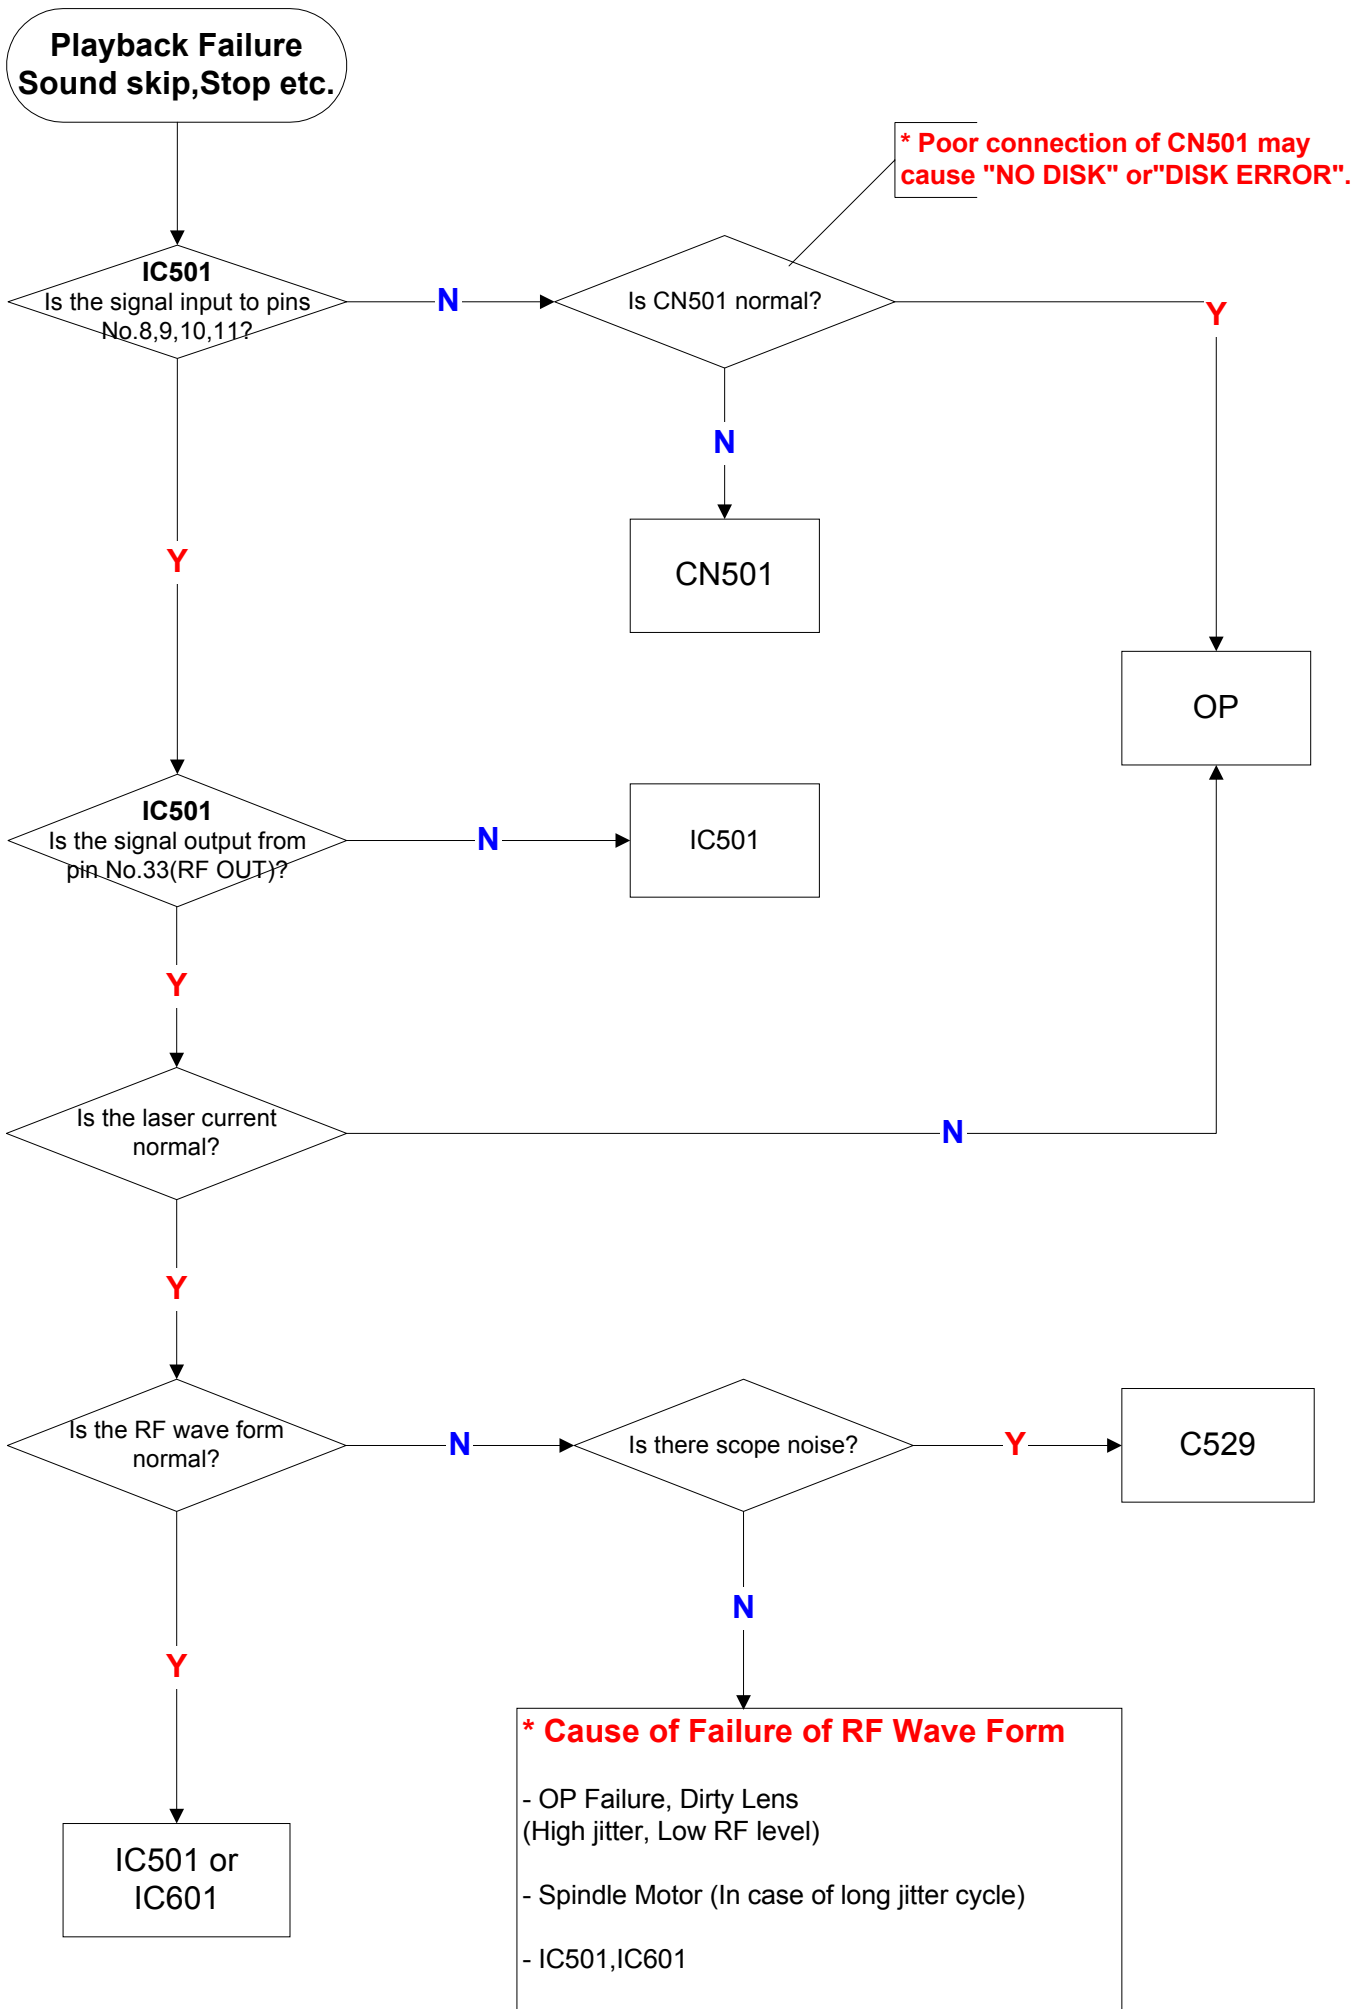 Playback Failure
Sound skip,Stop etc.
* Poor connection of CN501 may
cause "NO DISK" or"DISK ERROR".
IC501
Is the signal input to pins
No.8,9,10,11?
N
Is CN501 normal?
Y
N
CN501
Y
OP
IC501
Is the signal output from
pin No.33(RF OUT)?
N
IC501
Y
Is the laser current
normal?
N
Y
Is the RF wave form
normal?
N
Is there scope noise?
Y
C529
N
Y
* Cause of Failure of RF Wave Form
- OP Failure, Dirty Lens
(High jitter, Low RF level)
- Spindle Motor (In case of long jitter cycle)
- IC501,IC601
IC501 or
IC601